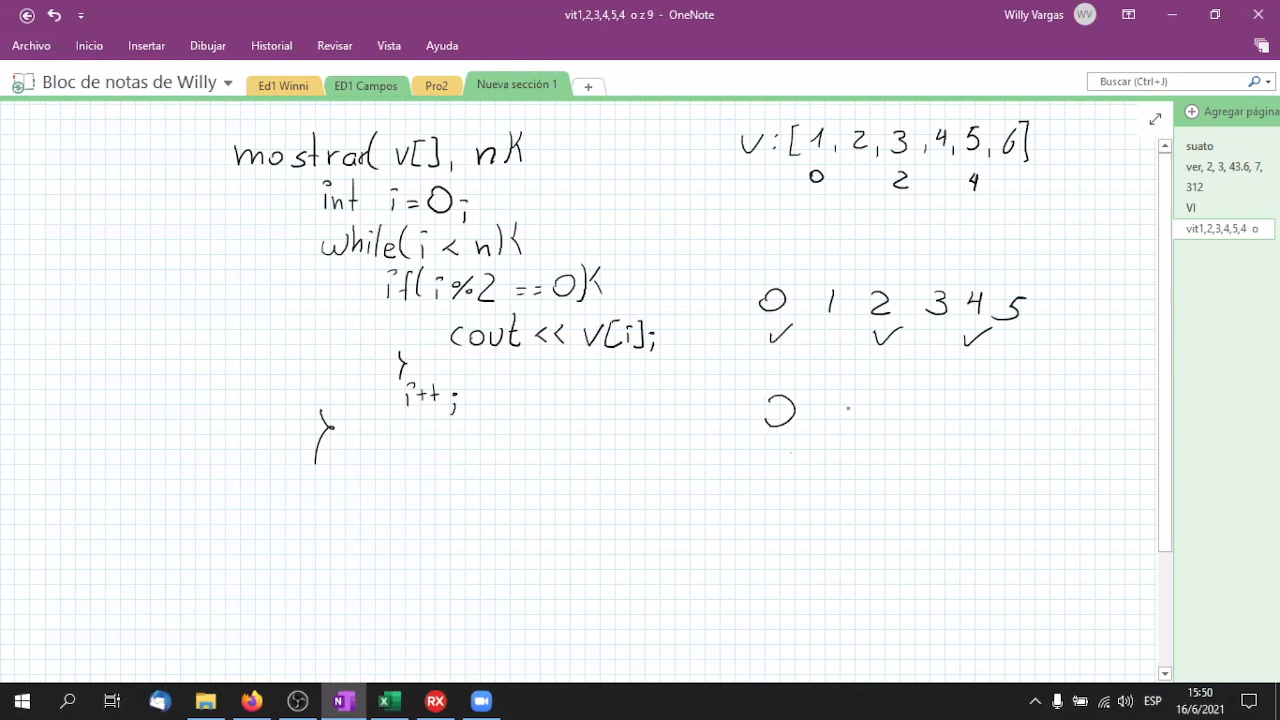 vit1,2,3,4,5,4 o z 9 - OneNote
Willy Vargas WV
Archivo Inicio Insertar Dibujar Historial Revisar Vista Ayuda
Bloc de notas de Willy
Ed1 Winni ED1 Campos Pro2 Nueva sección 1 +
Buscar (Ctrl+J)
Agregar página
suato
ver, 2, 3, 43.6, 7,
312
VI
vit1,2,3,4,5,4 o
mostrar( v[], n){
int i=0;
while( i < n){
if( i%2 ==0){
cout << v[i];
}
i++;
}
v:[1, 2, 3, 4, 5, 6]
0 2 4
0 1 2 3 4 5
✓ ✓ ✓
0
ESP
15:50
16/6/2021